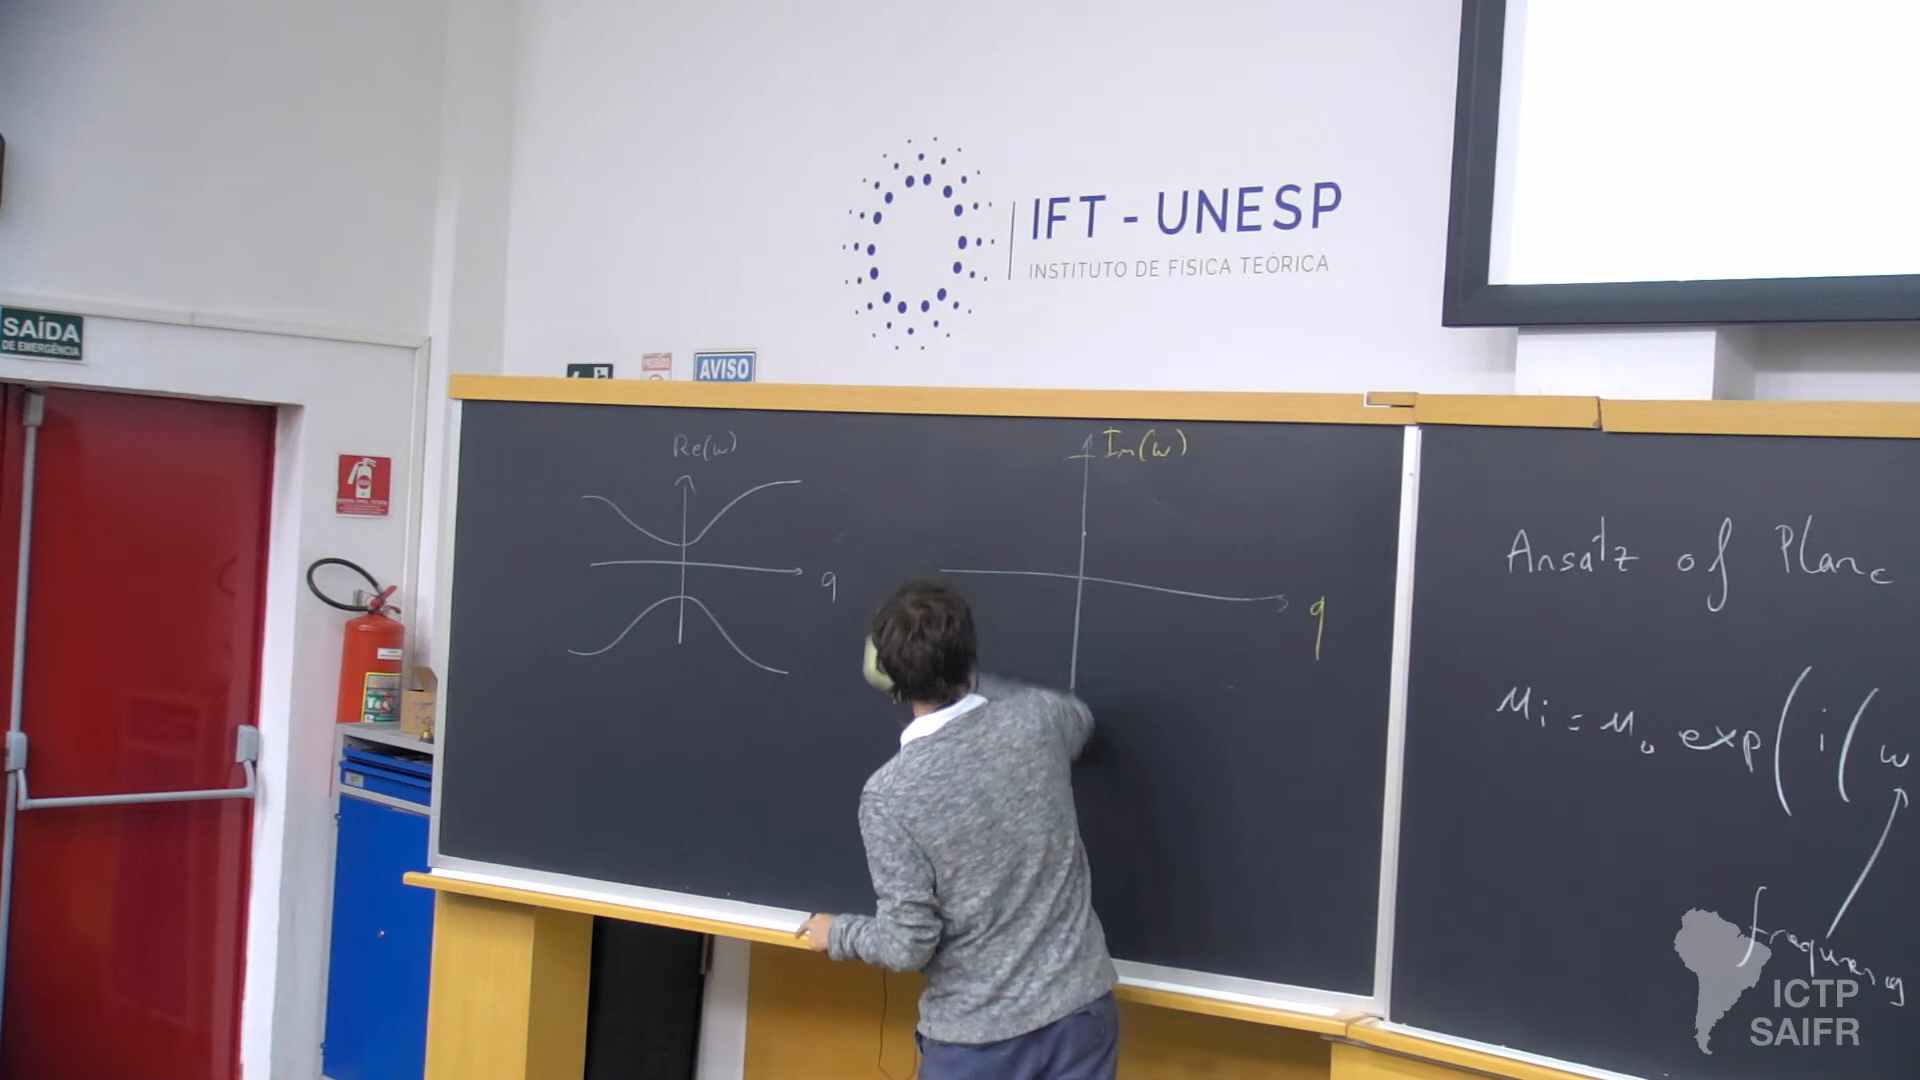 IFT - UNESP
INSTITUTO DE FÍSICA TEÓRICA
SAÍDA
DE EMERGÊNCIA
AVISO
Re(ω)
q
Im(ω)
q
Ansatz of Plane
u_i = u_0 exp(i(ω
frequency
ICTP
SAIFR